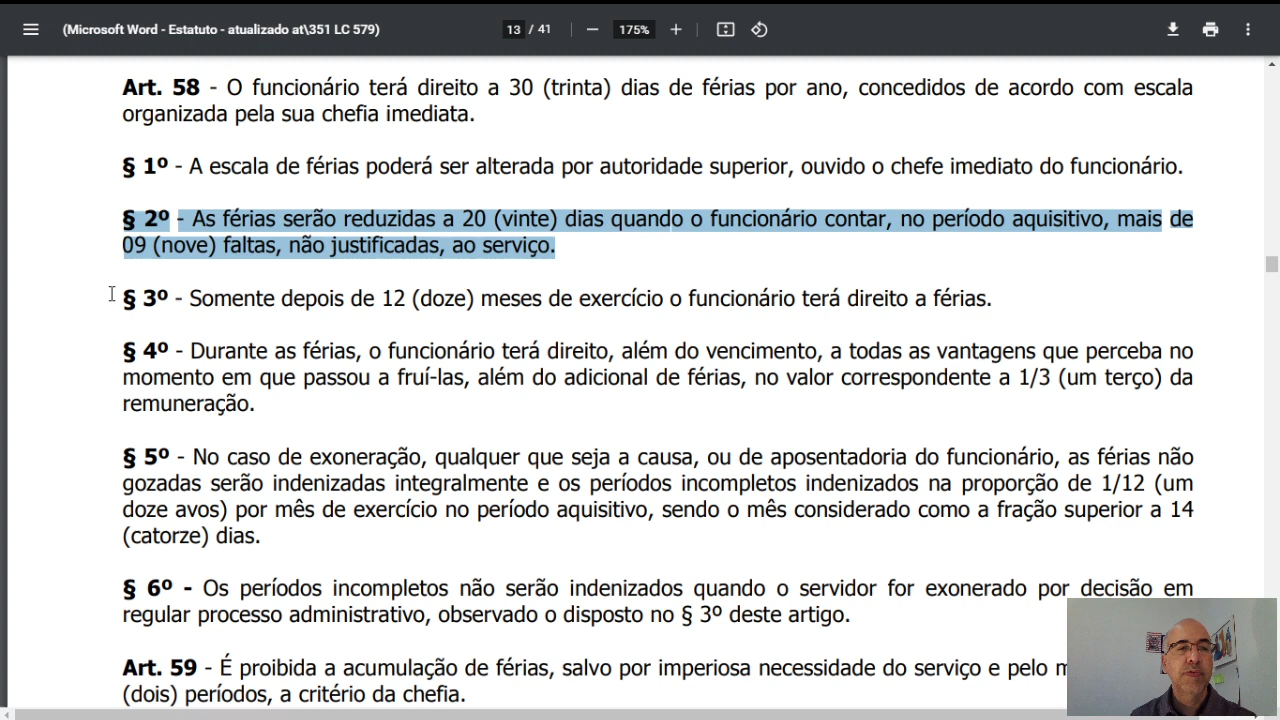 (Microsoft Word - Estatuto - atualizado at\351 LC 579)
13 / 41
175%
Art. 58 - O funcionário terá direito a 30 (trinta) dias de férias por ano, concedidos de acordo com escala
organizada pela sua chefia imediata.
§ 1º - A escala de férias poderá ser alterada por autoridade superior, ouvido o chefe imediato do funcionário.
§ 2º - As férias serão reduzidas a 20 (vinte) dias quando o funcionário contar, no período aquisitivo, mais de
09 (nove) faltas, não justificadas, ao serviço.
§ 3º - Somente depois de 12 (doze) meses de exercício o funcionário terá direito a férias.
§ 4º - Durante as férias, o funcionário terá direito, além do vencimento, a todas as vantagens que perceba no
momento em que passou a fruí-las, além do adicional de férias, no valor correspondente a 1/3 (um terço) da
remuneração.
§ 5º - No caso de exoneração, qualquer que seja a causa, ou de aposentadoria do funcionário, as férias não
gozadas serão indenizadas integralmente e os períodos incompletos indenizados na proporção de 1/12 (um
doze avos) por mês de exercício no período aquisitivo, sendo o mês considerado como a fração superior a 14
(catorze) dias.
§ 6º - Os períodos incompletos não serão indenizados quando o servidor for exonerado por decisão em
regular processo administrativo, observado o disposto no § 3º deste artigo.
Art. 59 - É proibida a acumulação de férias, salvo por imperiosa necessidade do serviço e pelo
(dois) períodos, a critério da chefia.